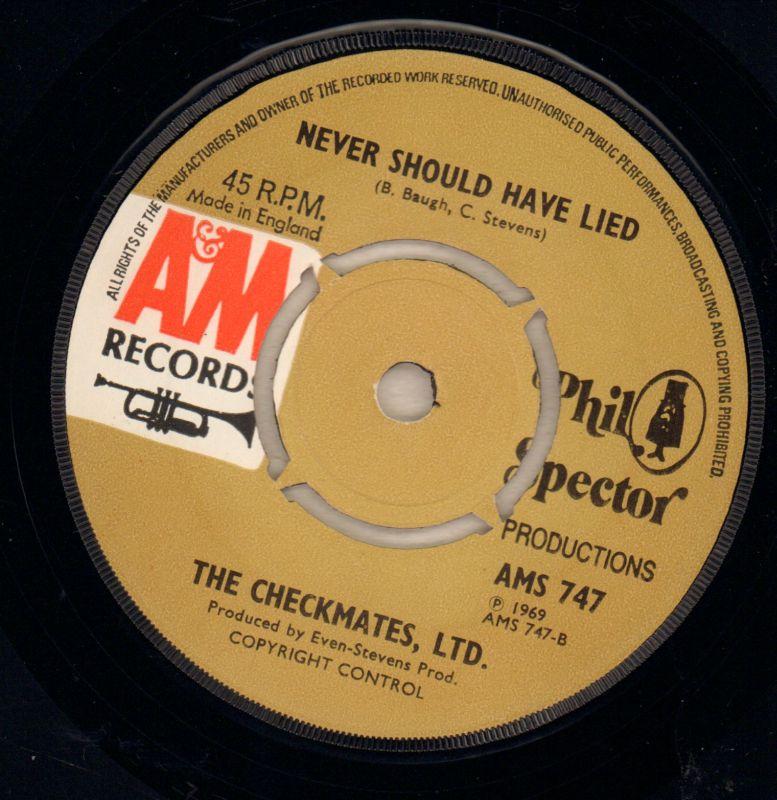 ALL RIGHTS OF THE MANUFACTURERS AND OWNER OF THE RECORDED WORK RESERVED. UNAUTHORISED PUBLIC PERFORMANCES, BROADCASTING AND COPYING PROHIBITED.
NEVER SHOULD HAVE LIED
(B. Baugh, C. Stevens)
45 R.P.M.
Made in England
A&M
RECORDS
Phil
Spector
PRODUCTIONS
AMS 747
Ⓟ 1969
AMS 747-B
THE CHECKMATES, LTD.
Produced by Even-Stevens Prod.
COPYRIGHT CONTROL